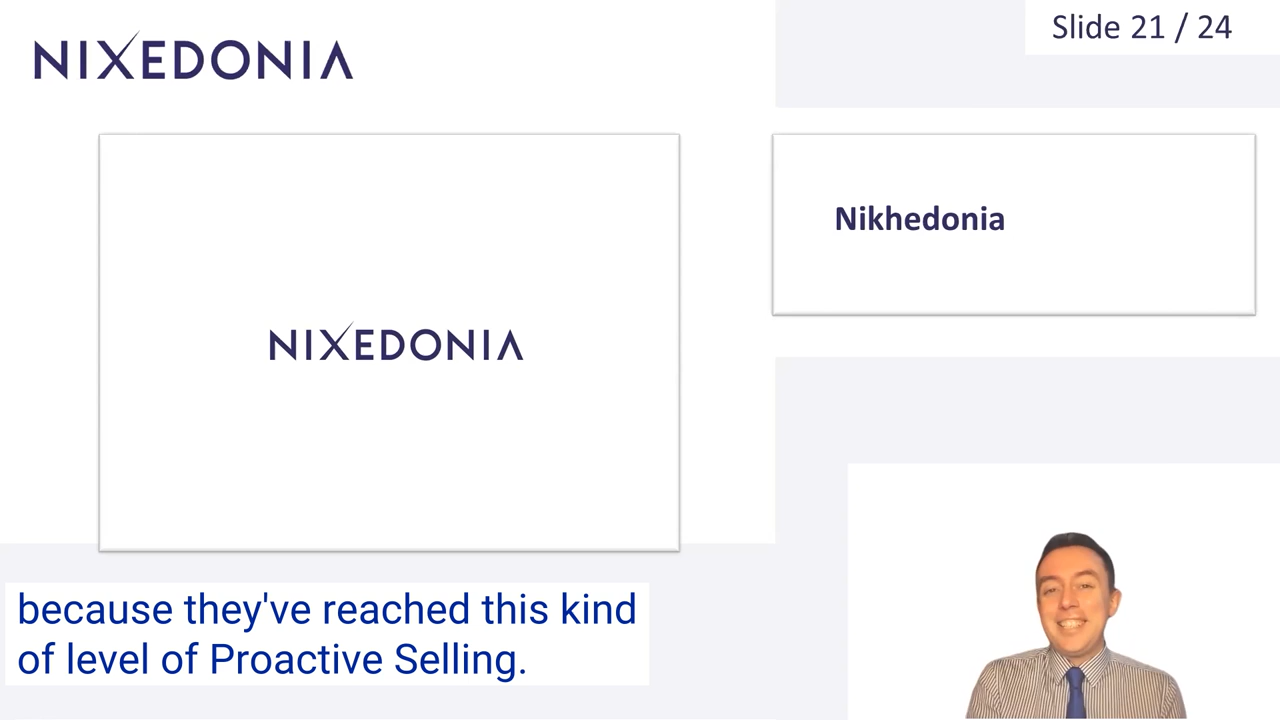 NIXEDONIA
Slide 21 / 24
NIXEDONIA
Nikhedonia
because they've reached this kind
of level of Proactive Selling.